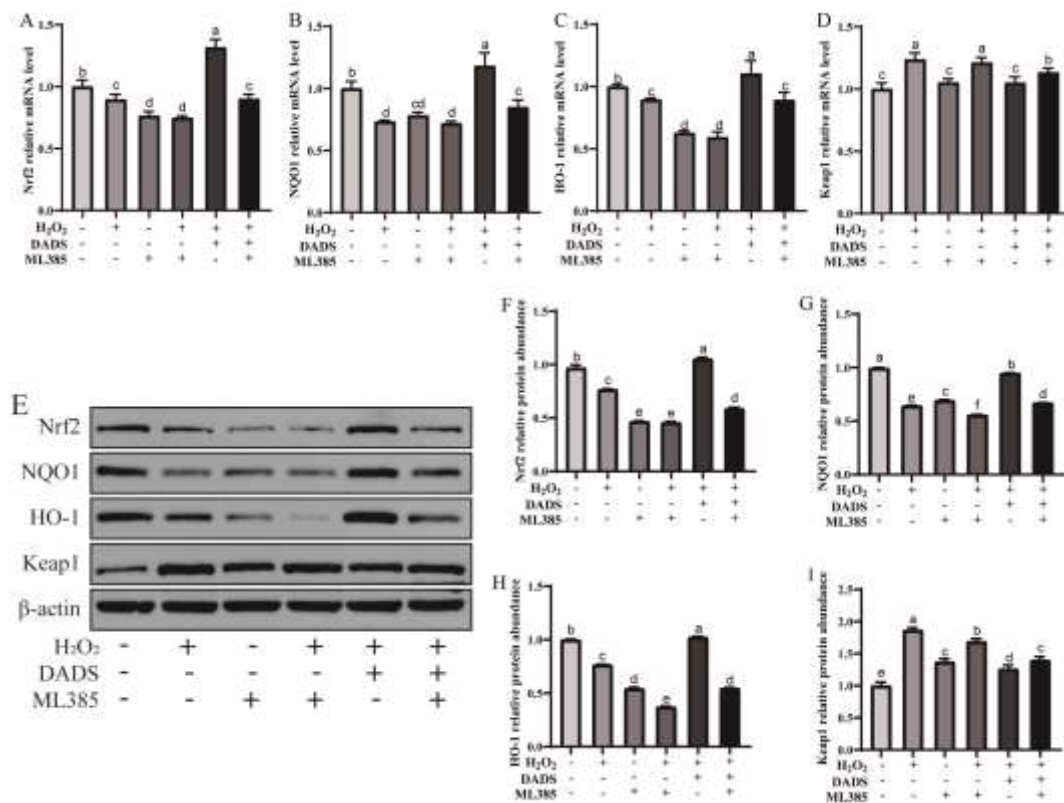 A
Nrf2 relative mRNA level
1.5
1.0
0.5
0.0
b c d d a c
H₂O₂ - + - + + +
DADS - - - - + +
ML385 - - + + - +
B
NQO1 relative mRNA level
1.5
1.0
0.5
0.0
b d cd d a c
H₂O₂ - + - + + +
DADS - - - - + +
ML385 - - + + - +
C
HO-1 relative mRNA level
1.5
1.0
0.5
0.0
b c d d a c
H₂O₂ - + - + + +
DADS - - - - + +
ML385 - - + + - +
D
Keap1 relative mRNA level
1.5
1.0
0.5
0.0
c a c a c b
H₂O₂ - + - + + +
DADS - - - - + +
ML385 - - + + - +
E
Nrf2
NQO1
HO-1
Keap1
β-actin
H₂O₂ - + - + + +
DADS - - - - + +
ML385 - - + + - +
F
Nrf2 relative protein abundance
1.5
1.0
0.5
0.0
b c e e a d
H₂O₂ - + - + + +
DADS - - - - + +
ML385 - - + + - +
G
NQO1 relative protein abundance
1.5
1.0
0.5
0.0
a e c f b d
H₂O₂ - + - + + +
DADS - - - - + +
ML385 - - + + - +
H
HO-1 relative protein abundance
1.5
1.0
0.5
0.0
b c d e a d
H₂O₂ - + - + + +
DADS - - - - + +
ML385 - - + + - +
I
Keap1 relative protein abundance
2.5
2.0
1.5
1.0
0.5
0.0
e a c b d c
H₂O₂ - + - + + +
DADS - - - - + +
ML385 - - + + - +